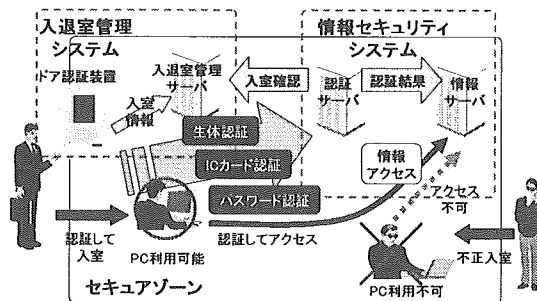 入退室管理
システム
情報セキュリティ
システム
ドア認証装置
入退室管理
サーバ
入室確認
認証
サーバ
認証結果
情報
サーバ
入室
情報
生体認証
ICカード認証
パスワード認証
情報
アクセス
アクセス
不可
認証して
入室
PC利用可能
認証してアクセス
PC利用不可
不正入室
セキュアゾーン